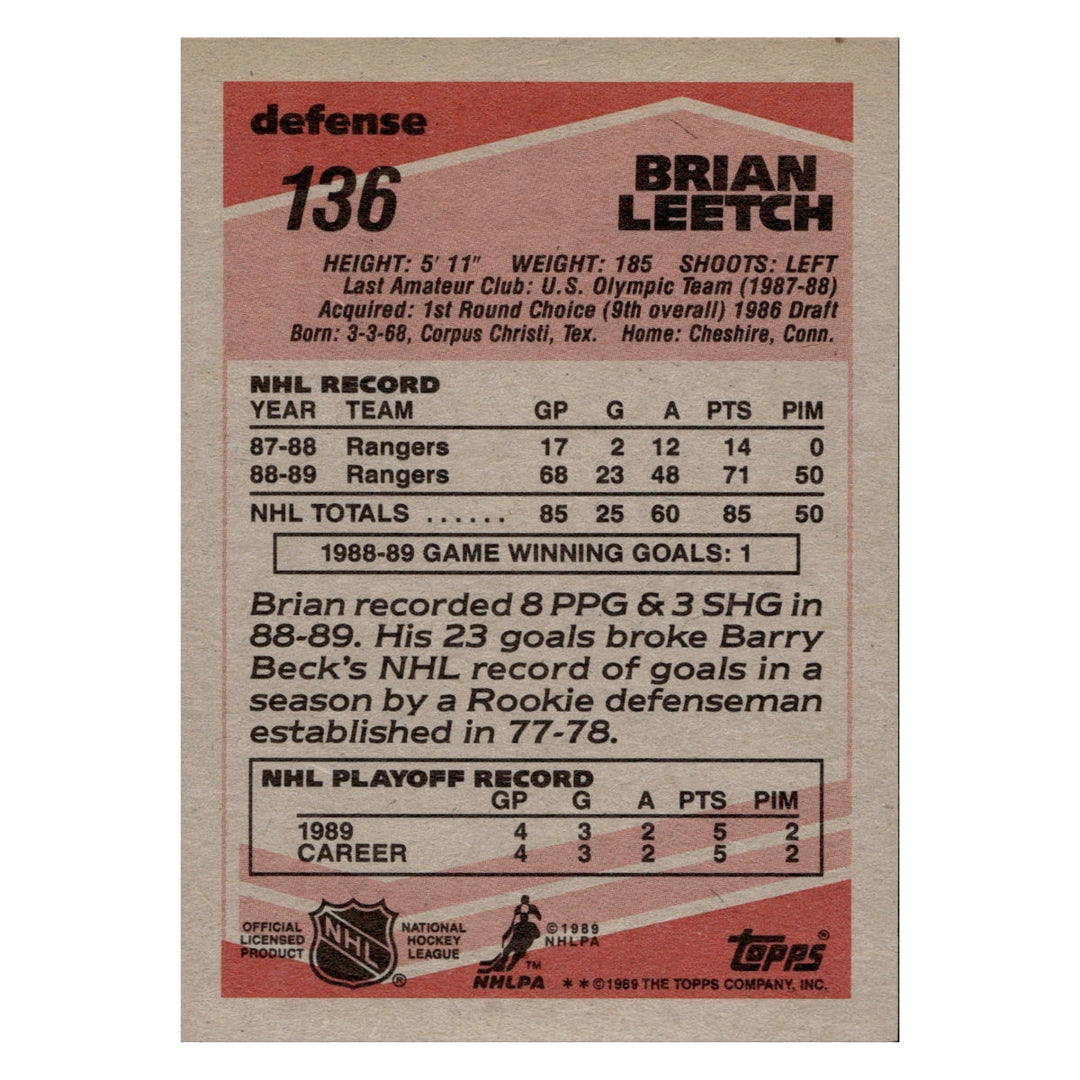 defense
136
BRIAN
LEETCH
HEIGHT: 5' 11" WEIGHT: 185 SHOOTS: LEFT
Last Amateur Club: U.S. Olympic Team (1987-88)
Acquired: 1st Round Choice (9th overall) 1986 Draft
Born: 3-3-68, Corpus Christi, Tex. Home: Cheshire, Conn.
NHL RECORD
YEAR TEAM GP G A PTS PIM
87-88 Rangers 17 2 12 14 0
88-89 Rangers 68 23 48 71 50
NHL TOTALS ...... 85 25 60 85 50
1988-89 GAME WINNING GOALS: 1
Brian recorded 8 PPG & 3 SHG in
88-89. His 23 goals broke Barry
Beck's NHL record of goals in a
season by a Rookie defenseman
established in 77-78.
NHL PLAYOFF RECORD
GP G A PTS PIM
1989 4 3 2 5 2
CAREER 4 3 2 5 2
OFFICIAL
LICENSED
PRODUCT
NHL
®
NATIONAL
HOCKEY
LEAGUE
TM
NHLPA
©1989
NHLPA
TOPPS®
**©1989 THE TOPPS COMPANY, INC.